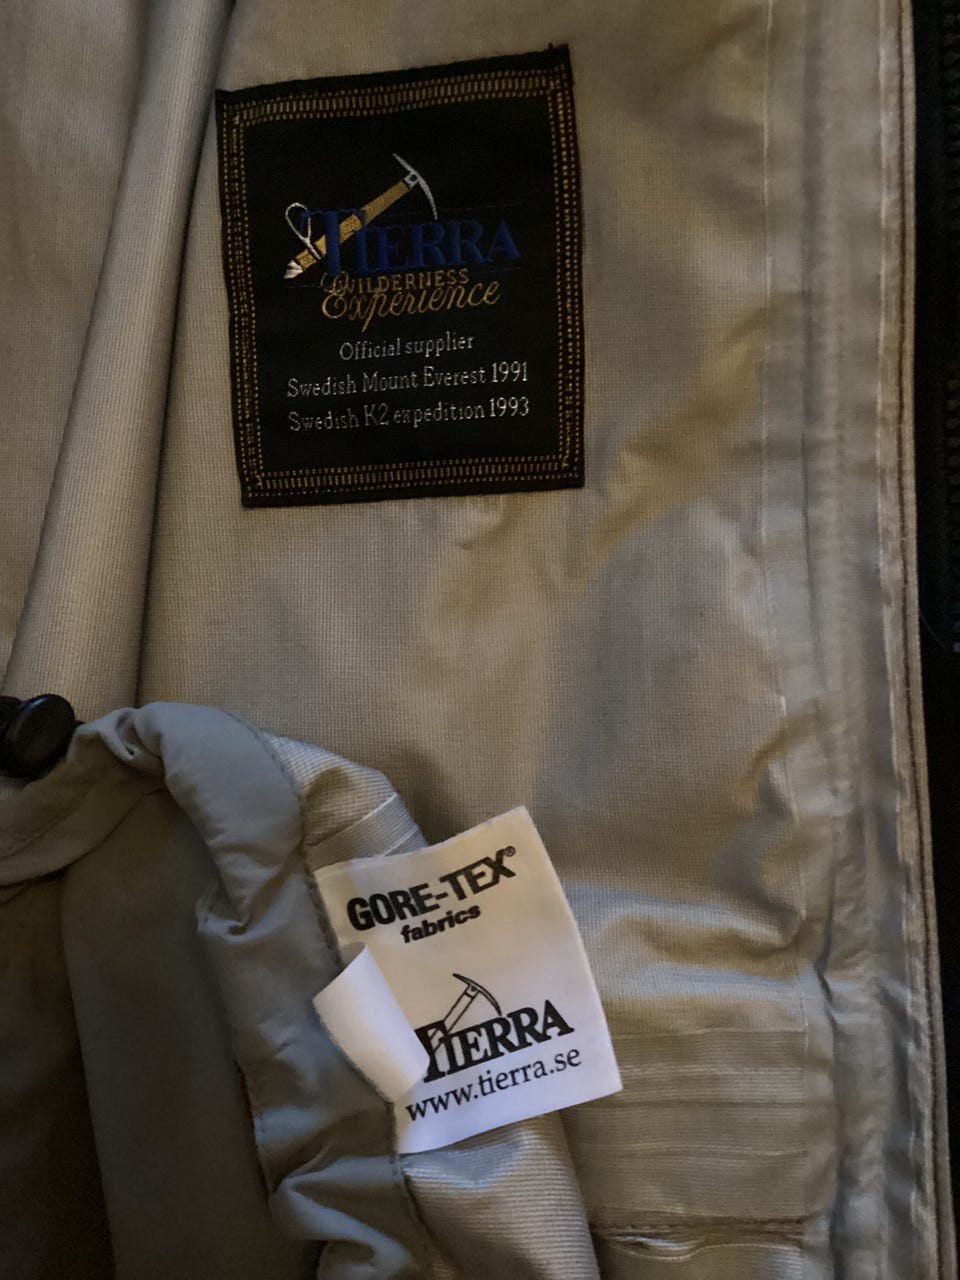 TIERRA
WILDERNESS
Experience
Official supplier
Swedish Mount Everest 1991
Swedish K2 expedition 1993
GORE-TEX®
fabrics
TIERRA
www.tierra.se